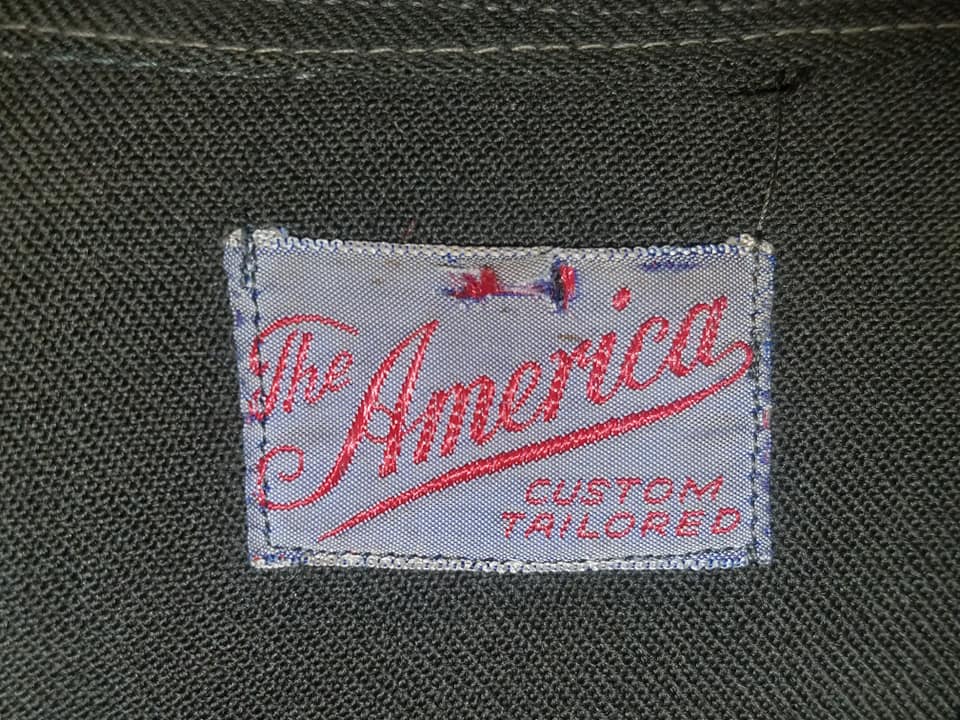 The America
CUSTOM
TAILORED